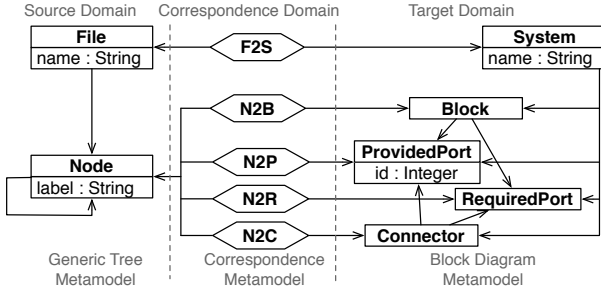 Source Domain
Correspondence Domain
Target Domain
File
name : String
F2S
System
name : String
N2B
Block
Node
label : String
N2P
ProvidedPort
id : Integer
N2R
RequiredPort
N2C
Connector
Generic Tree
Metamodel
Correspondence
Metamodel
Block Diagram
Metamodel